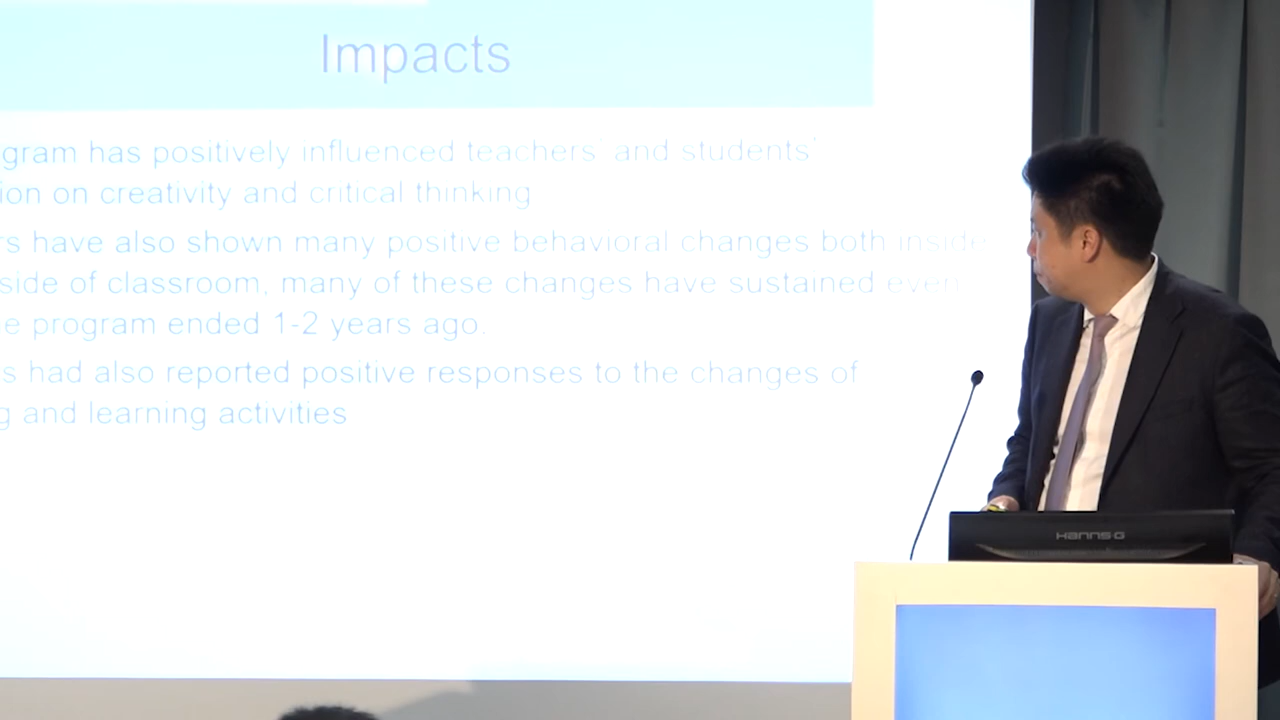 Impacts
gram has positively influenced teachers' and students'
ion on creativity and critical thinking
rs have also shown many positive behavioral changes both inside
side of classroom, many of these changes have sustained even
e program ended 1-2 years ago.
s had also reported positive responses to the changes of
g and learning activities
HANNS·G